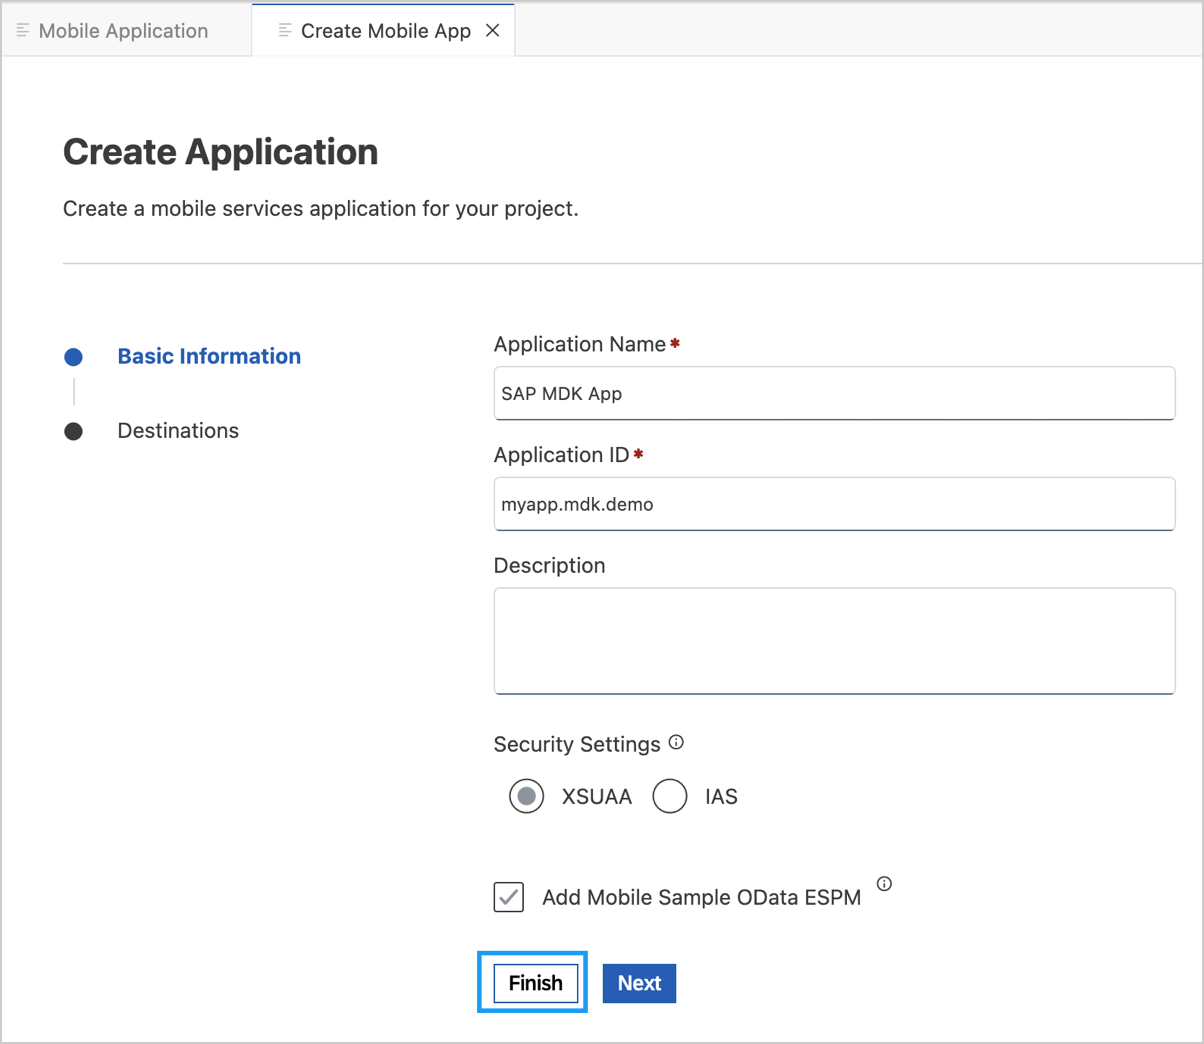 Mobile Application
Create Mobile App
Create Application
Create a mobile services application for your project.
Basic Information
Destinations
Application Name*
SAP MDK App
Application ID*
myapp.mdk.demo
Description
Security Settings
XSUAA IAS
Add Mobile Sample OData ESPM
Finish Next